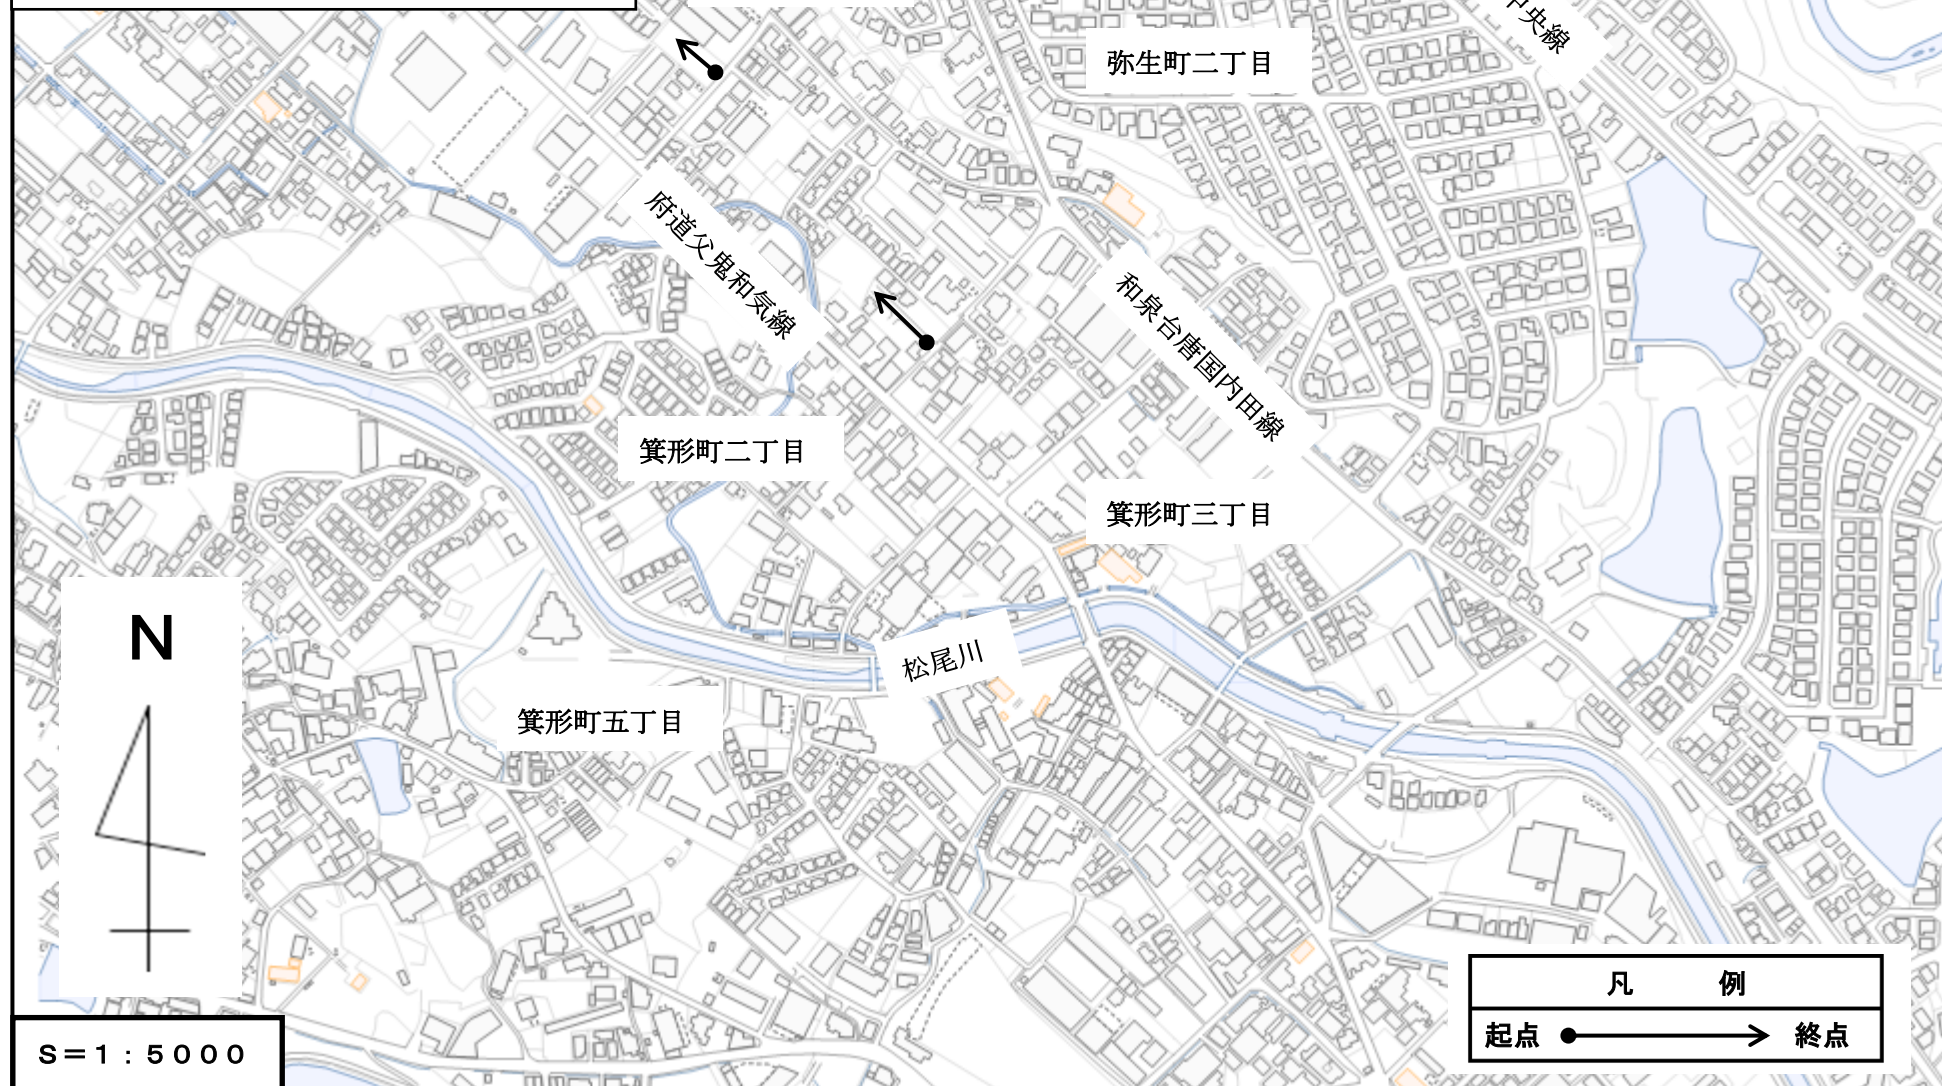 中央線
弥生町二丁目
府道父鬼和気線
和泉台唐国内田線
箕形町二丁目
箕形町三丁目
N
松尾川
箕形町五丁目
凡 例
起点 終点
S=1:5000